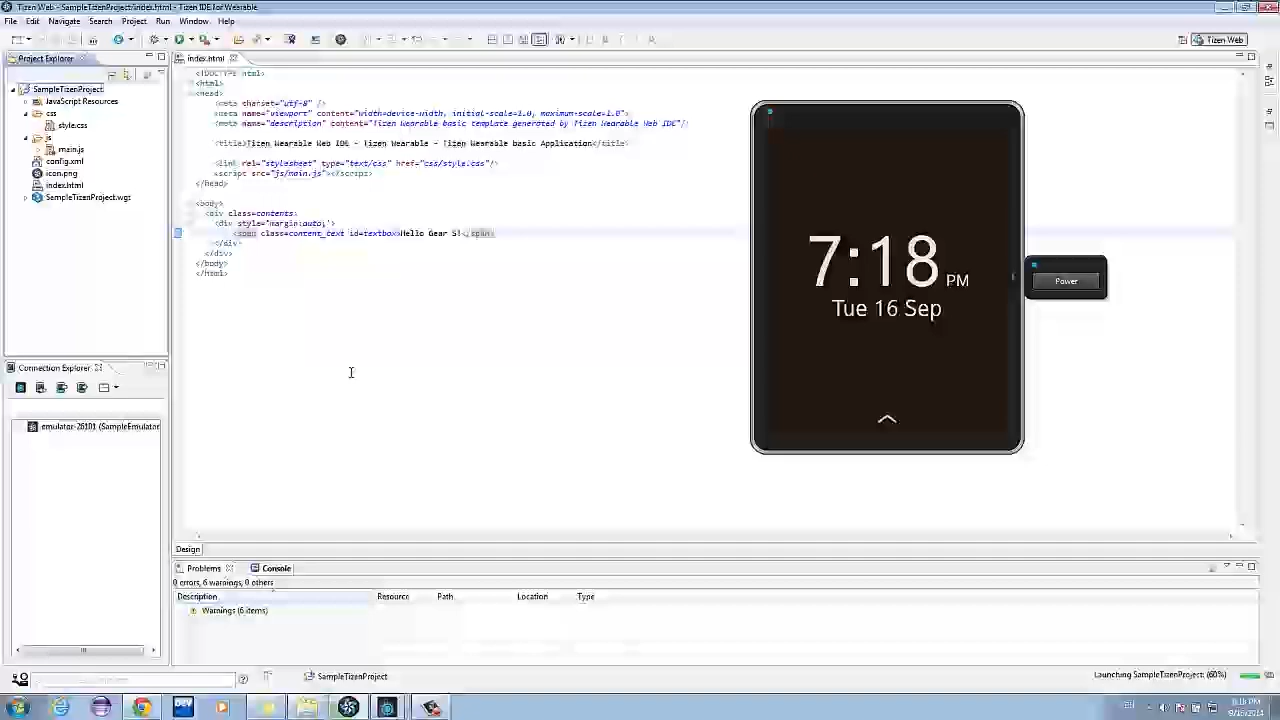 Tizen Web - SampleTizenProject/index.html - Tizen IDE for Wearable
File Edit Navigate Search Project Run Window Help
Tizen Web
Project Explorer
index.html
SampleTizenProject
JavaScript Resources
css
style.css
js
main.js
config.xml
icon.png
index.html
SampleTizenProject.wgt
<!DOCTYPE html>
<html>
<head>
<meta charset="utf-8" />
<meta name="viewport" content="width=device-width, initial-scale=1.0, maximum-scale=1.0">
<meta name="description" content="Tizen Wearable basic template generated by Tizen Wearable Web IDE"/>
<title>Tizen Wearable Web IDE - Tizen Wearable - Tizen Wearable basic Application</title>
<link rel="stylesheet" type="text/css" href="css/style.css"/>
<script src="js/main.js"></script>
</head>
<body>
<div class=contents>
<div style="margin:auto;">
<span class=content_text id=textbox>Hello Gear S!</span>
</div>
</div>
</body>
</html>
7:18 PM
Tue 16 Sep
Power
Connection Explorer
emulator-26101 (SampleEmulator
Design
Problems Console
0 errors, 6 warnings, 0 others
Description Resource Path Location Type
Warnings (6 items)
SampleTizenProject
Launching SampleTizenProject: (60%)
DEV
EN
9/16/2014